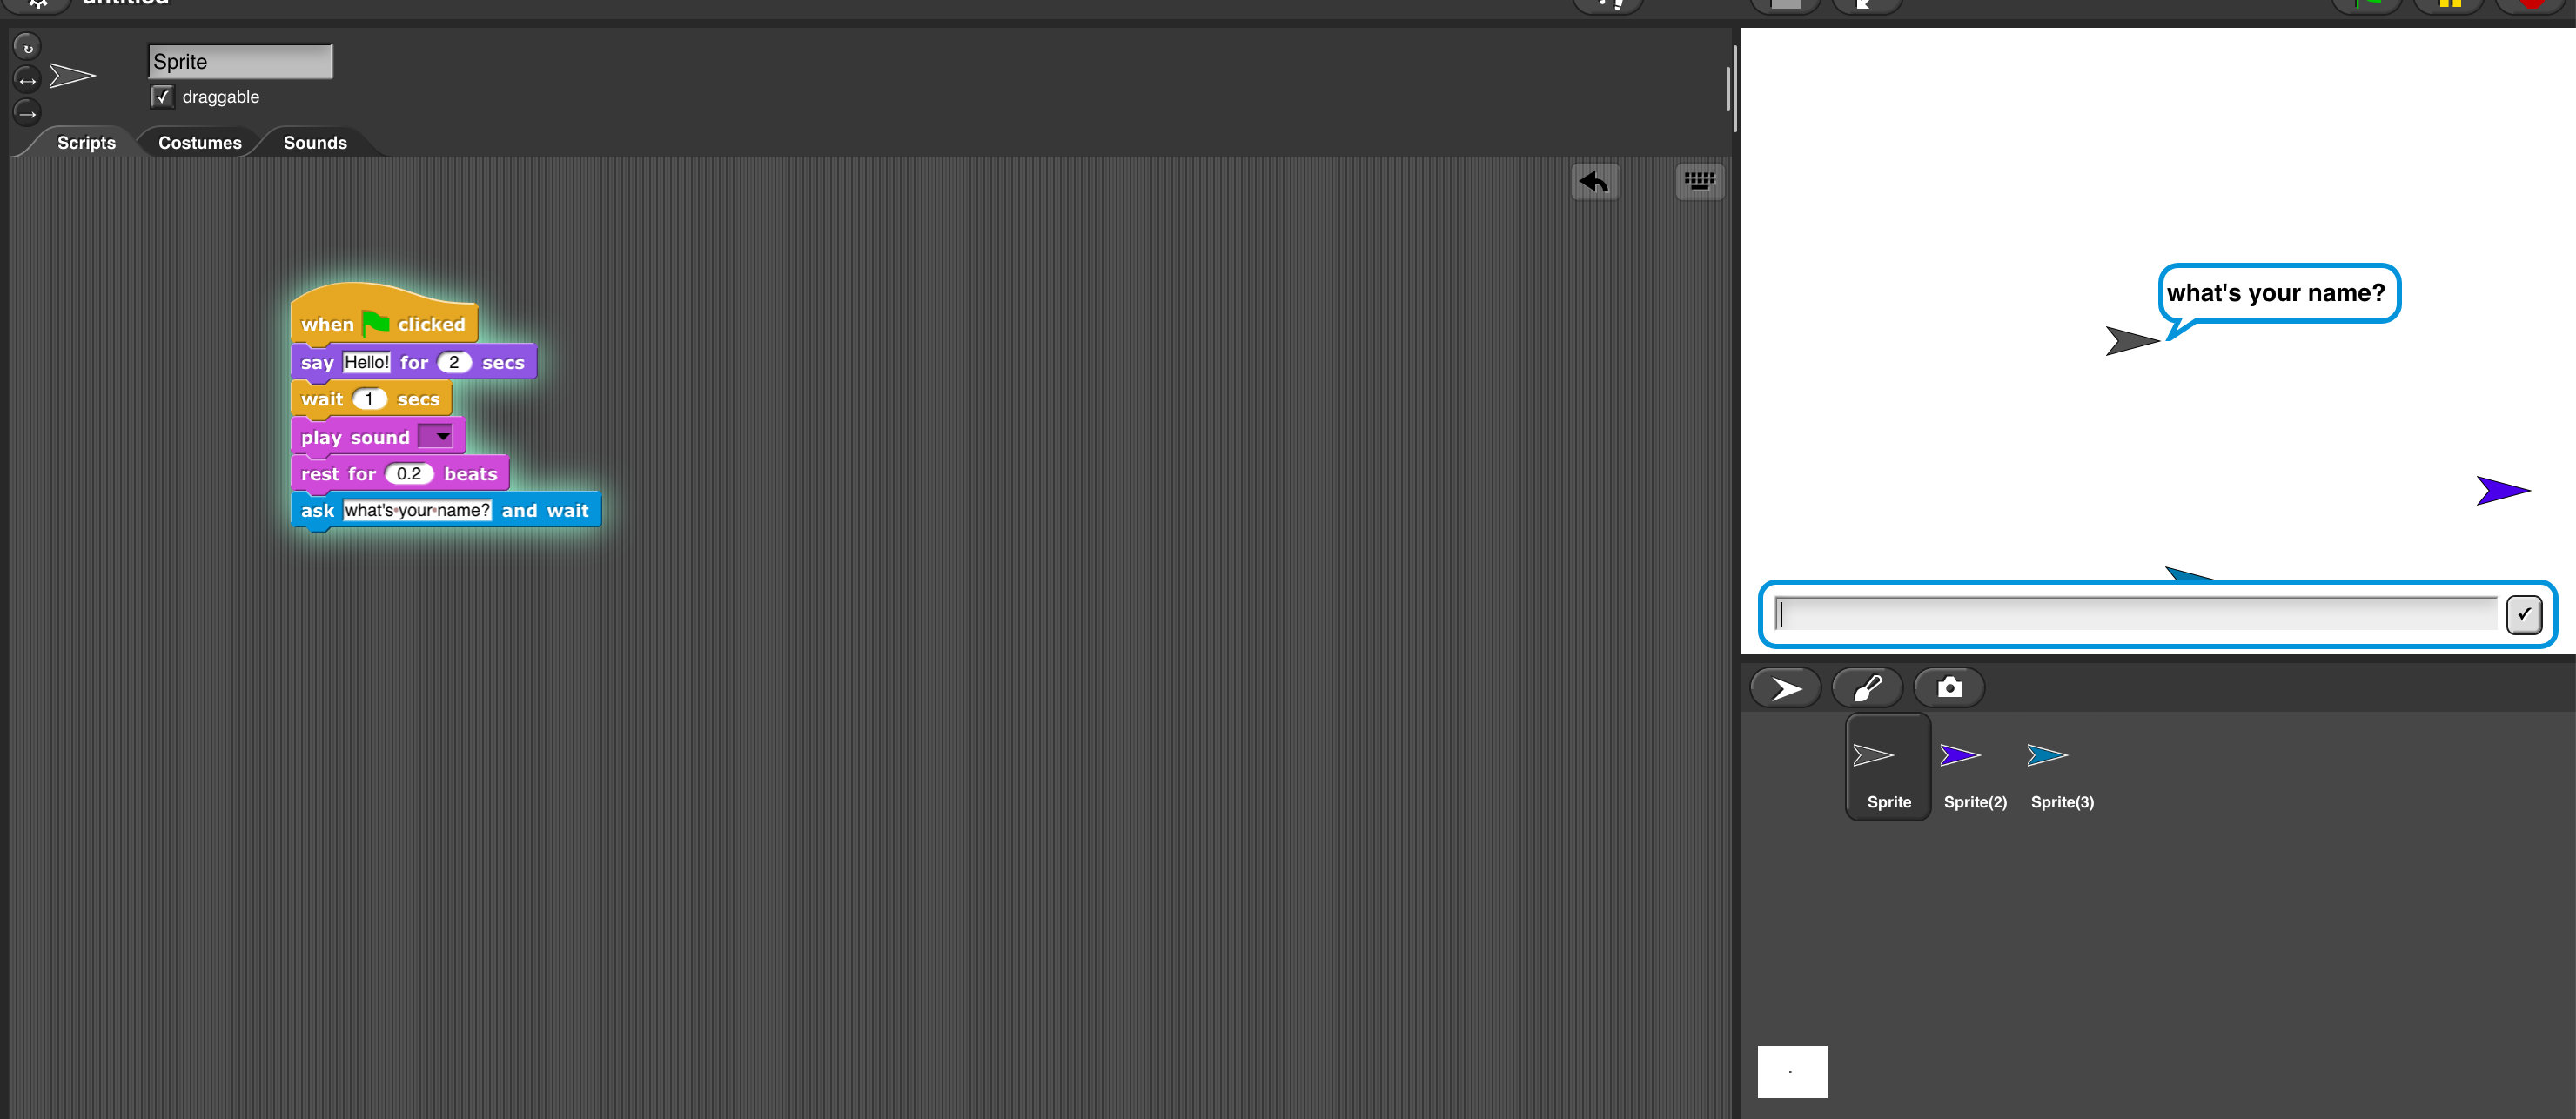 untitled
Sprite
draggable
Scripts Costumes Sounds
when clicked
say Hello! for 2 secs
wait 1 secs
play sound
rest for 0.2 beats
ask what's your name? and wait
what's your name?
Sprite Sprite(2) Sprite(3)